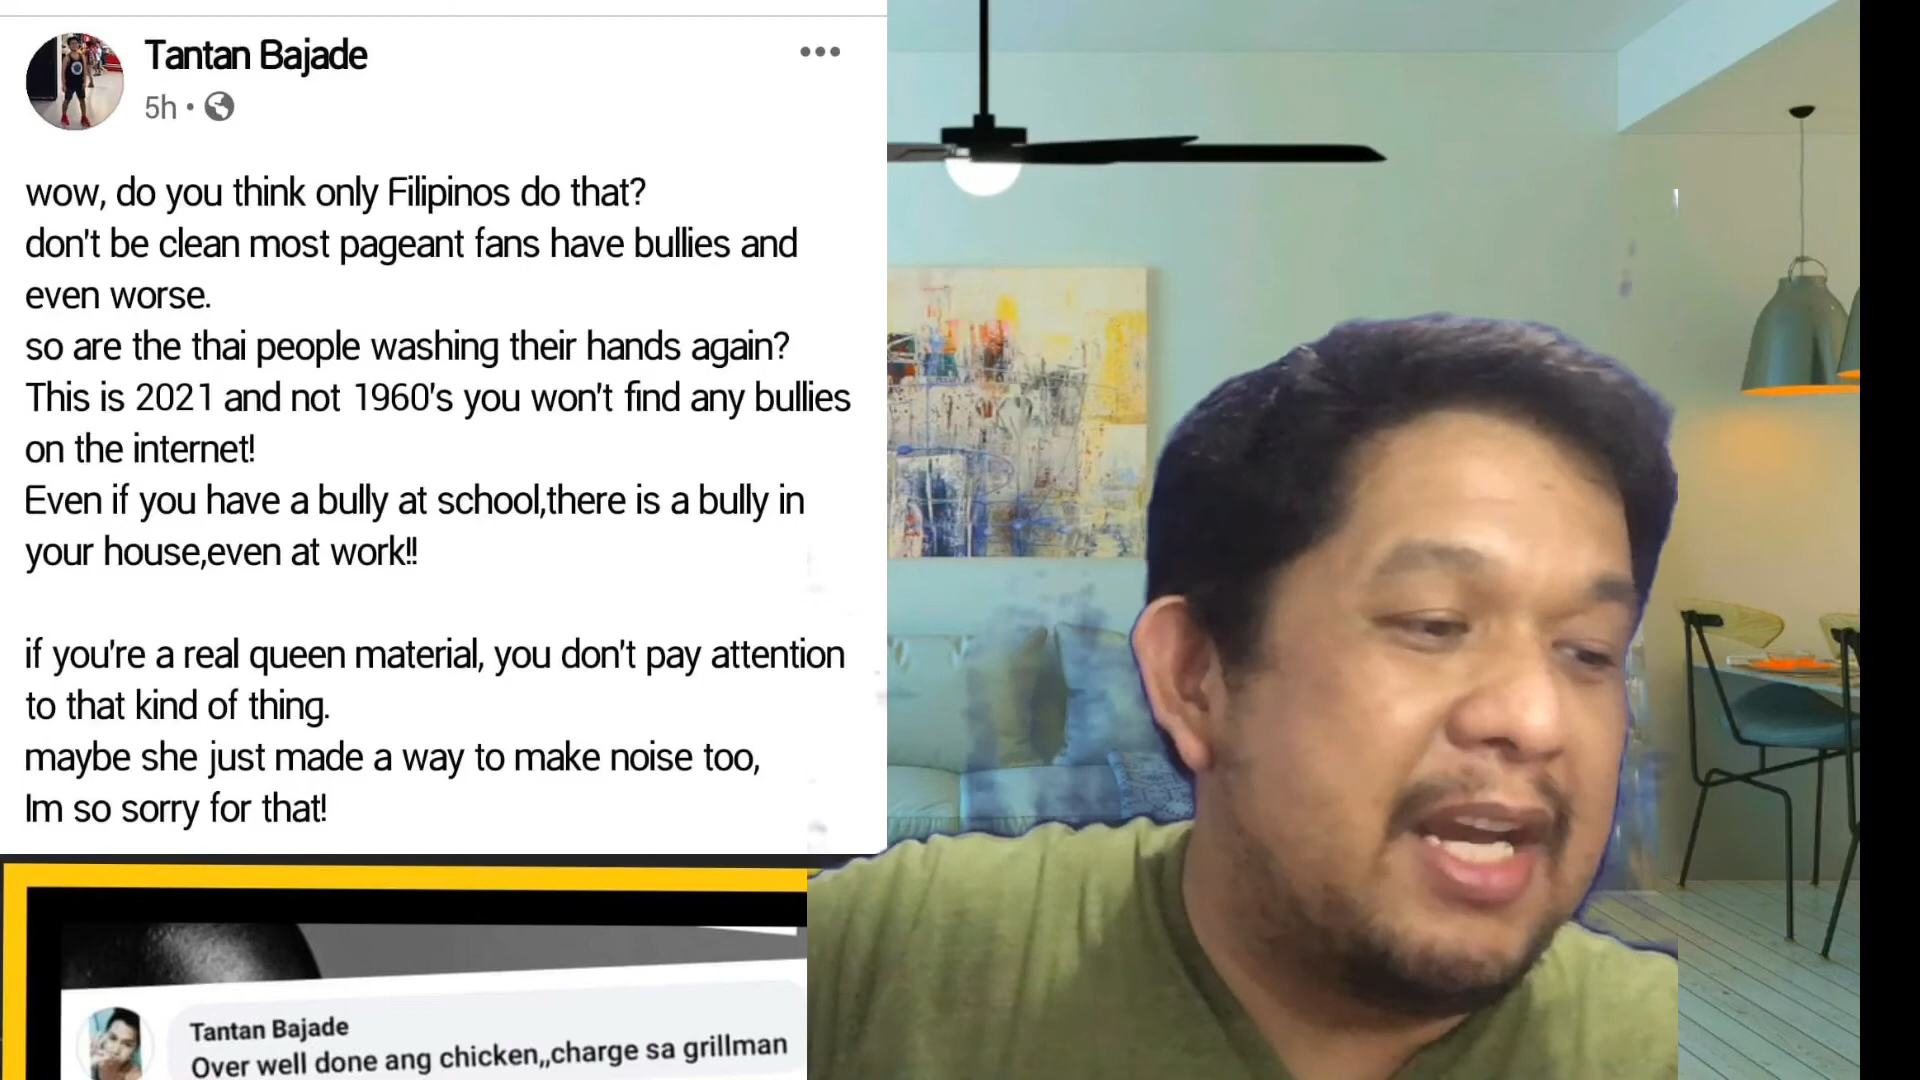 Tantan Bajade
5h •
wow, do you think only Filipinos do that?
don't be clean most pageant fans have bullies and
even worse.
so are the thai people washing their hands again?
This is 2021 and not 1960's you won't find any bullies
on the internet!
Even if you have a bully at school,there is a bully in
your house,even at work!!
if you're a real queen material, you don't pay attention
to that kind of thing.
maybe she just made a way to make noise too,
Im so sorry for that!
Tantan Bajade
Over well done ang chicken,,charge sa grillman